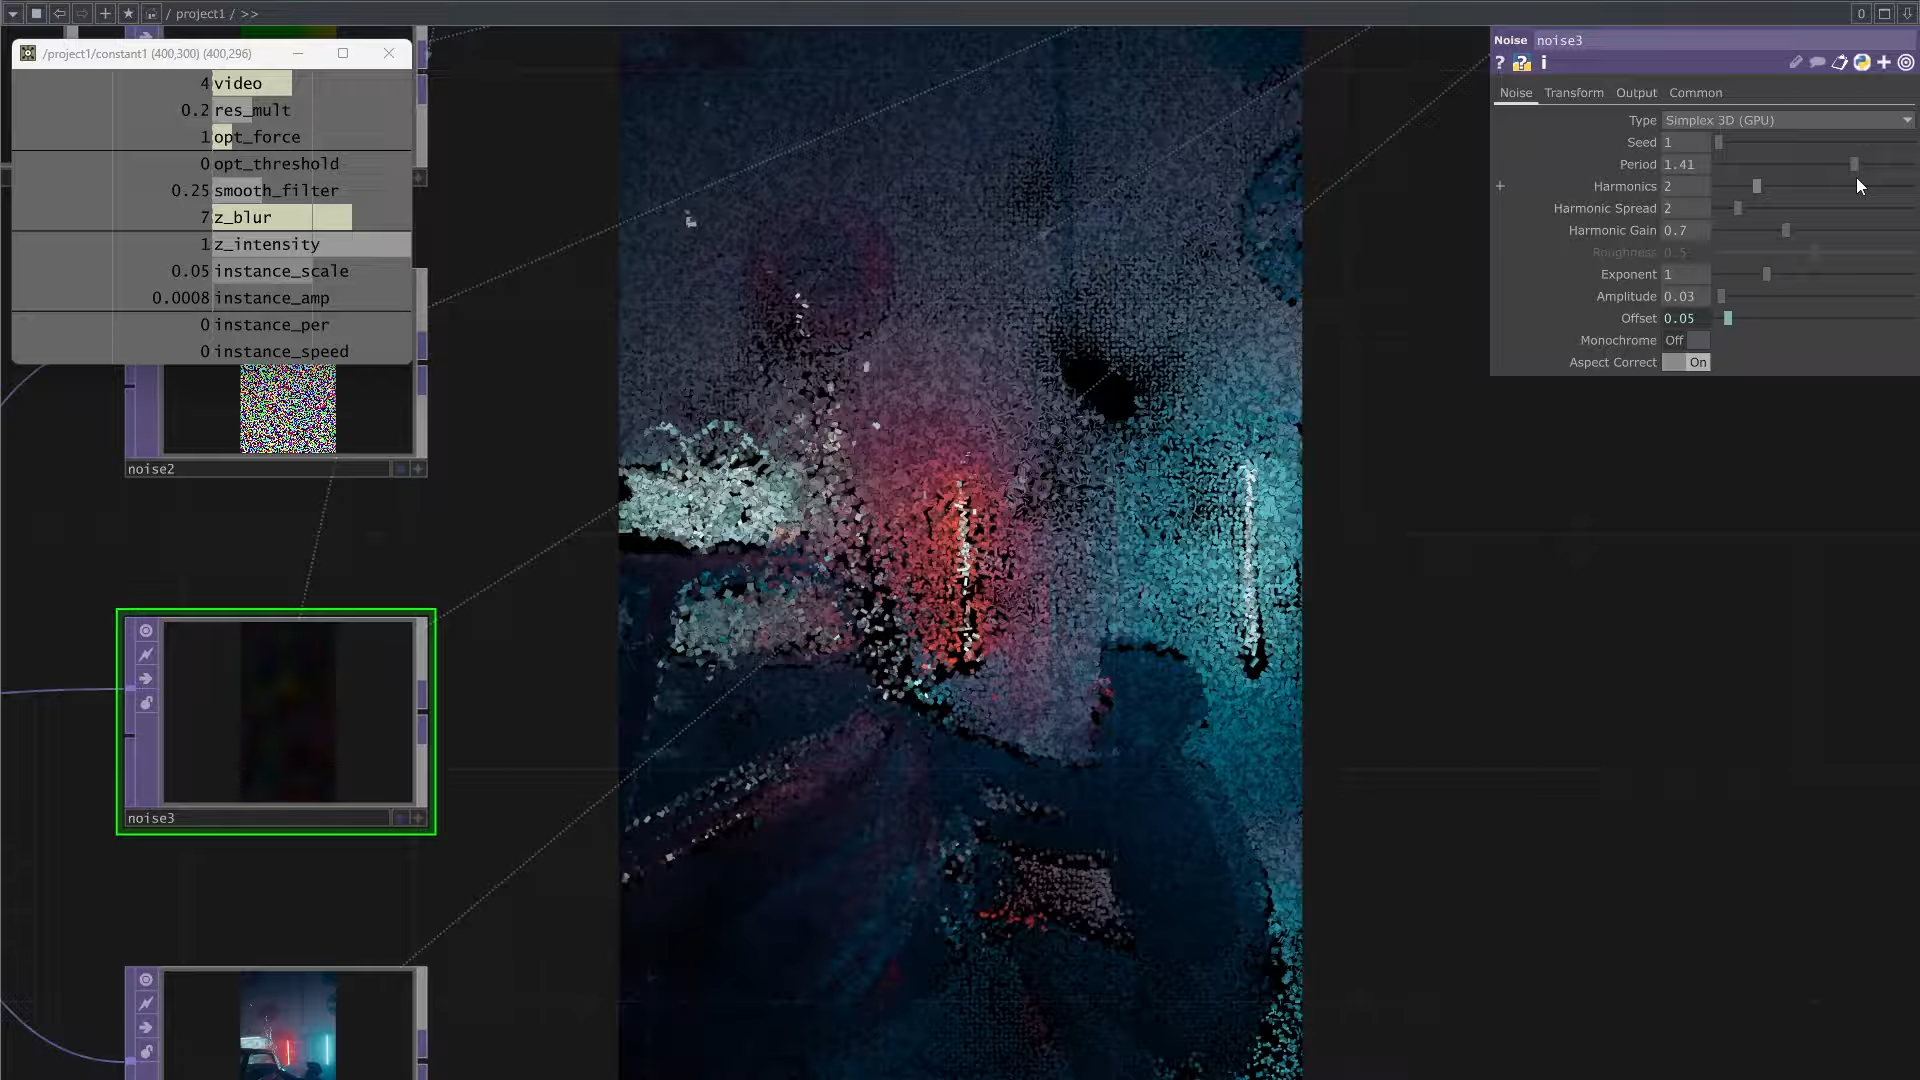 / project1 / >>
0
/project1/constant1 (400,300) (400,296)
4 video
0.2 res_mult
1 opt_force
0 opt_threshold
0.25 smooth_filter
7 z_blur
1 z_intensity
0.05 instance_scale
0.0008 instance_amp
0 instance_per
0 instance_speed
noise2
noise3
Noise noise3
? ? i
Noise Transform Output Common
Type Simplex 3D (GPU)
Seed 1
Period 1.41
Harmonics 2
Harmonic Spread 2
Harmonic Gain 0.7
Roughness 0.5
Exponent 1
Amplitude 0.03
Offset 0.05
Monochrome Off
Aspect Correct On